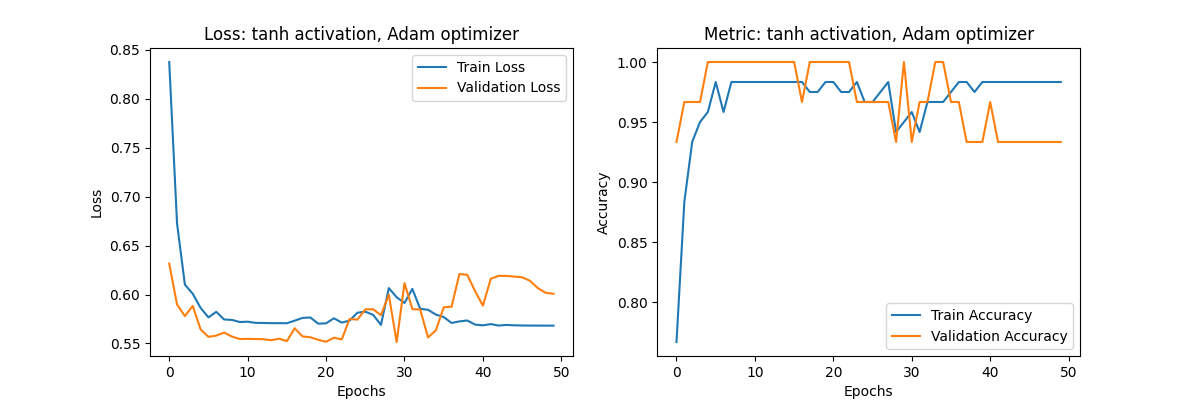 Loss: tanh activation, Adam optimizer
0.85
0.80
0.75
0.70
0.65
0.60
0.55
Loss
Train Loss
Validation Loss
0 10 20 30 40 50
Epochs
Metric: tanh activation, Adam optimizer
1.00
0.95
0.90
0.85
0.80
Accuracy
Train Accuracy
Validation Accuracy
0 10 20 30 40 50
Epochs